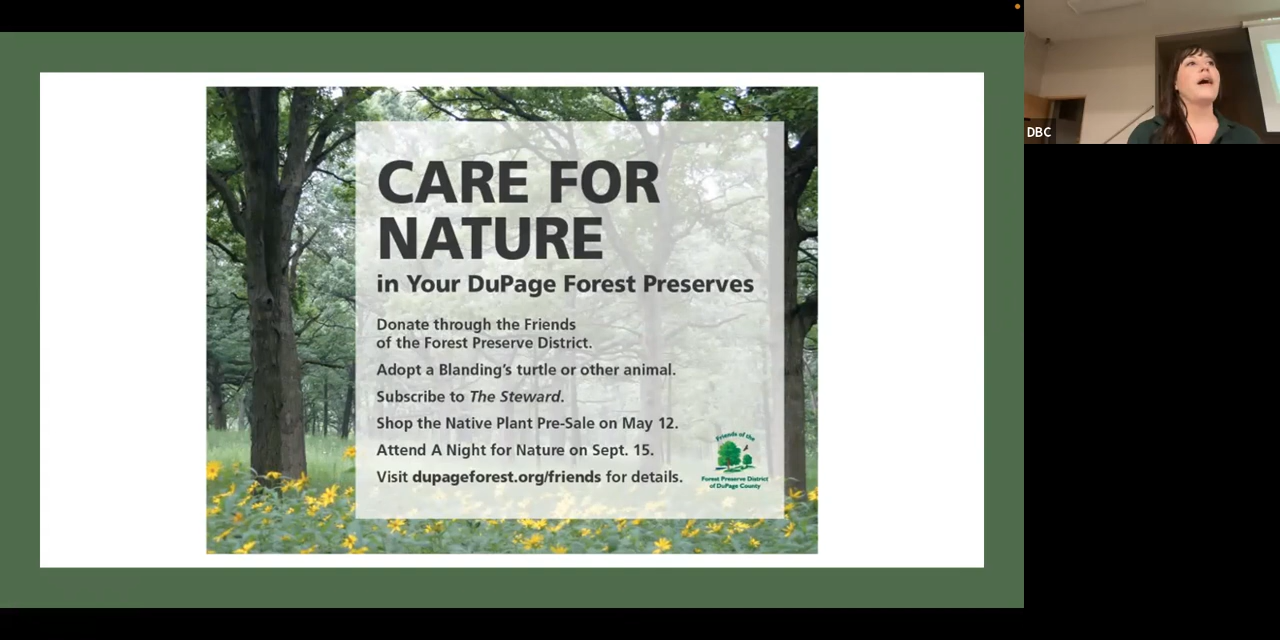 CARE FOR
NATURE
in Your DuPage Forest Preserves
Donate through the Friends
of the Forest Preserve District.
Adopt a Blanding's turtle or other animal.
Subscribe to The Steward.
Shop the Native Plant Pre-Sale on May 12.
Attend A Night for Nature on Sept. 15.
Visit dupageforest.org/friends for details.
Friends of the
Forest Preserve District
of DuPage County
DBC